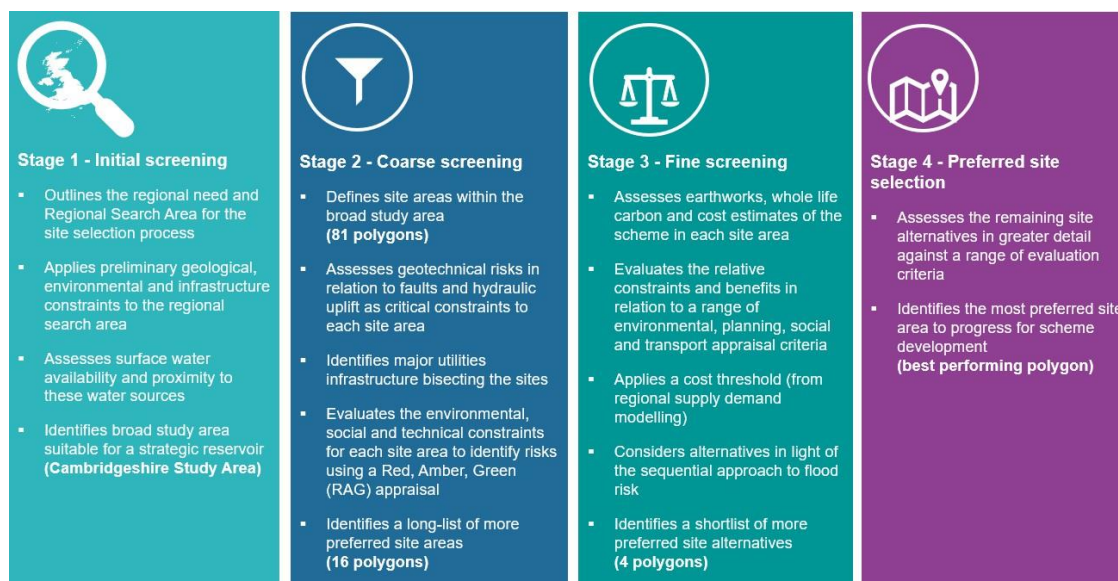 Stage 1 - Initial screening
▪ Outlines the regional need and
Regional Search Area for the
site selection process
▪ Applies preliminary geological,
environmental and infrastructure
constraints to the regional
search area
▪ Assesses surface water
availability and proximity to
these water sources
▪ Identifies broad study area
suitable for a strategic reservoir
(Cambridgeshire Study Area)
Stage 2 - Coarse screening
▪ Defines site areas within the
broad study area
(81 polygons)
▪ Assesses geotechnical risks in
relation to faults and hydraulic
uplift as critical constraints to
each site area
▪ Identifies major utilities
infrastructure bisecting the sites
▪ Evaluates the environmental,
social and technical constraints
for each site area to identify risks
using a Red, Amber, Green
(RAG) appraisal
▪ Identifies a long-list of more
preferred site areas
(16 polygons)
Stage 3 - Fine screening
▪ Assesses earthworks, whole life
carbon and cost estimates of the
scheme in each site area
▪ Evaluates the relative
constraints and benefits in
relation to a range of
environmental, planning, social
and transport appraisal criteria
▪ Applies a cost threshold (from
regional supply demand
modelling)
▪ Considers alternatives in light of
the sequential approach to flood
risk
▪ Identifies a shortlist of more
preferred site alternatives
(4 polygons)
Stage 4 - Preferred site
selection
▪ Assesses the remaining site
alternatives in greater detail
against a range of evaluation
criteria
▪ Identifies the most preferred site
area to progress for scheme
development
(best performing polygon)